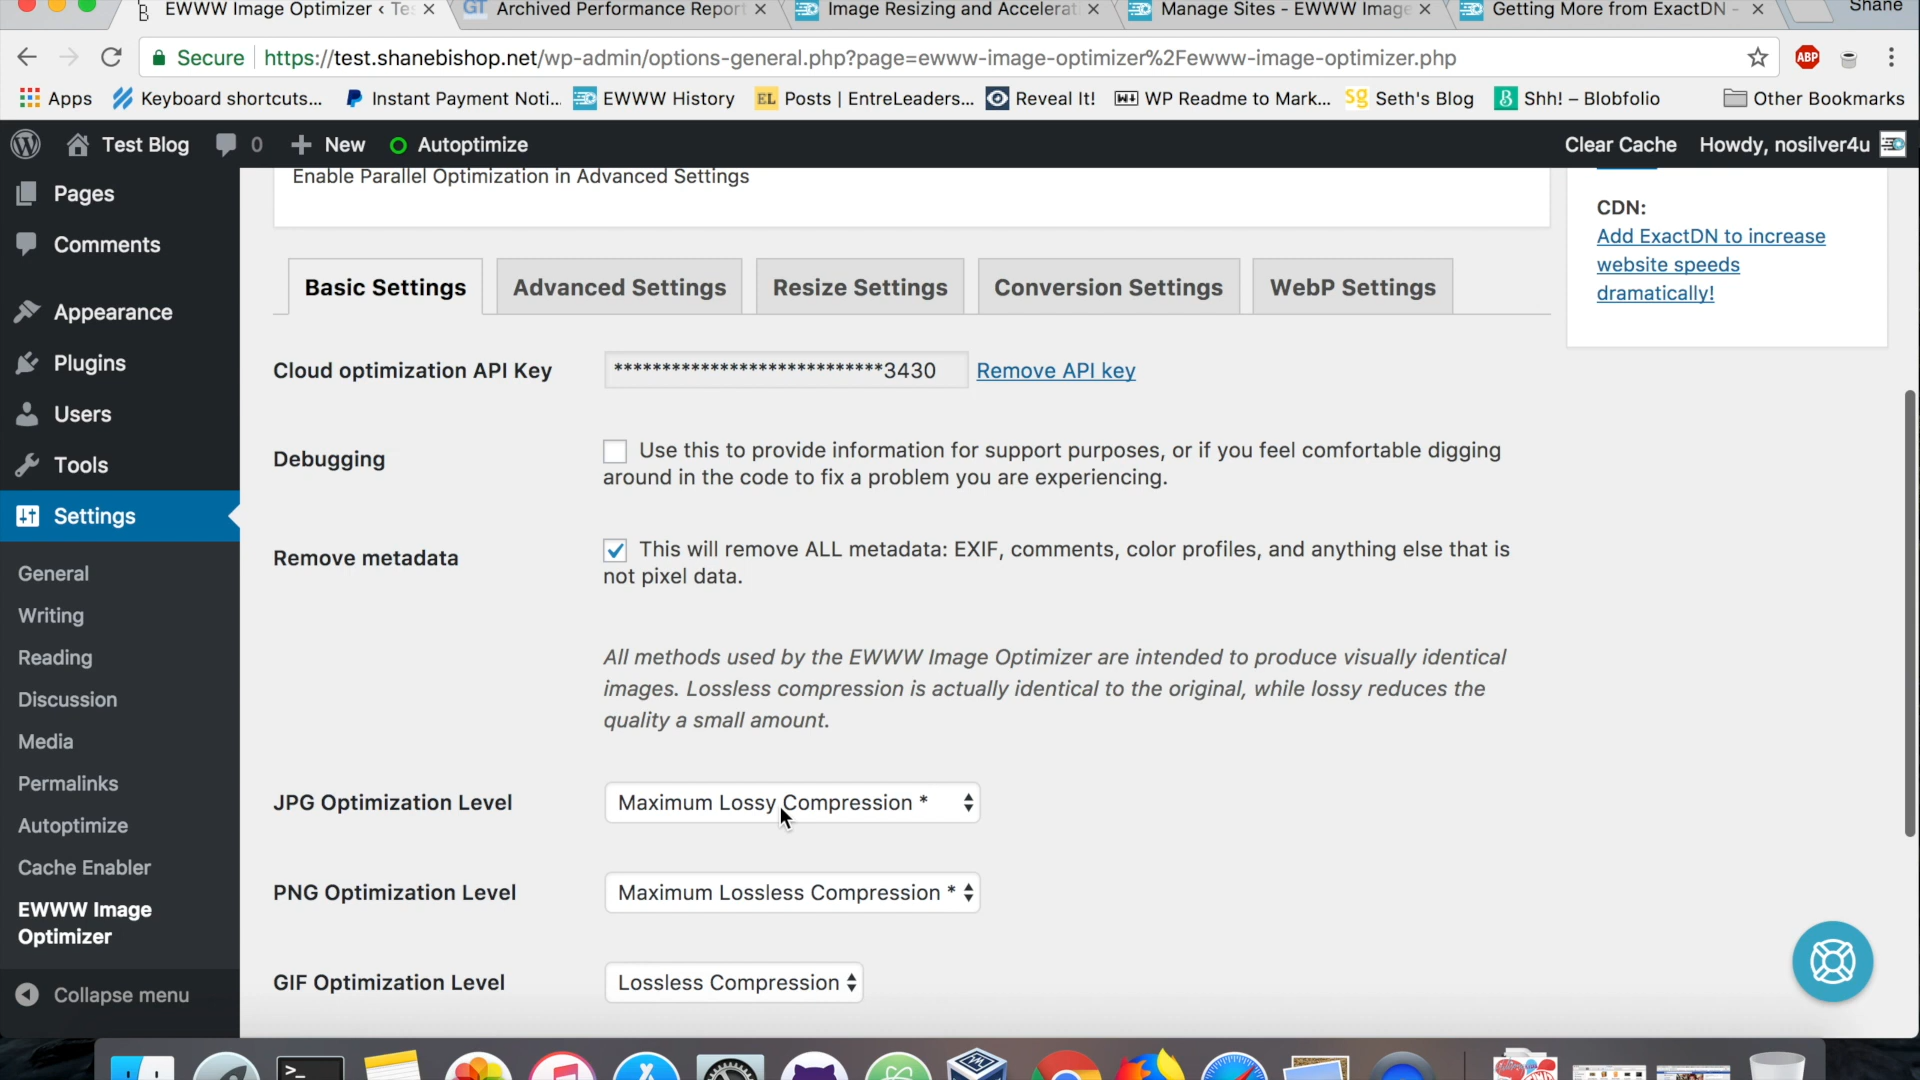 EWWW Image Optimizer ‹ Tes
GT Archived Performance Report
Image Resizing and Accelerati
Manage Sites - EWWW Image
Getting More from ExactDN -
Shane
Secure https://test.shanebishop.net/wp-admin/options-general.php?page=ewww-image-optimizer%2Fewww-image-optimizer.php
ABP
Apps
Keyboard shortcuts...
Instant Payment Noti...
EWWW History
EL Posts | EntreLeaders...
Reveal It!
WP Readme to Mark...
Sg Seth's Blog
Shh! – Blobfolio
Other Bookmarks
Test Blog
0
New
Autoptimize
Clear Cache
Howdy, nosilver4u
Pages
Comments
Appearance
Plugins
Users
Tools
Settings
General
Writing
Reading
Discussion
Media
Permalinks
Autoptimize
Cache Enabler
EWWW Image
Optimizer
Collapse menu
Enable Parallel Optimization in Advanced Settings
Basic Settings
Advanced Settings
Resize Settings
Conversion Settings
WebP Settings
Cloud optimization API Key
****************************3430
Remove API key
Debugging
Use this to provide information for support purposes, or if you feel comfortable digging
around in the code to fix a problem you are experiencing.
Remove metadata
This will remove ALL metadata: EXIF, comments, color profiles, and anything else that is
not pixel data.
All methods used by the EWWW Image Optimizer are intended to produce visually identical
images. Lossless compression is actually identical to the original, while lossy reduces the
quality a small amount.
JPG Optimization Level
Maximum Lossy Compression *
PNG Optimization Level
Maximum Lossless Compression *
GIF Optimization Level
Lossless Compression
CDN:
Add ExactDN to increase
website speeds
dramatically!